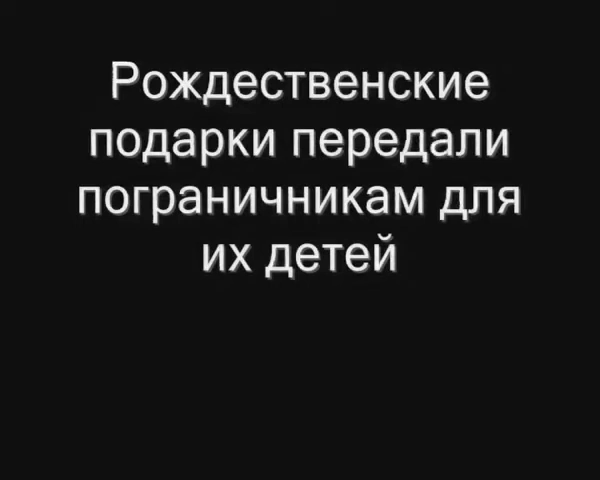 Рождественские
подарки передали
пограничникам для
их детей